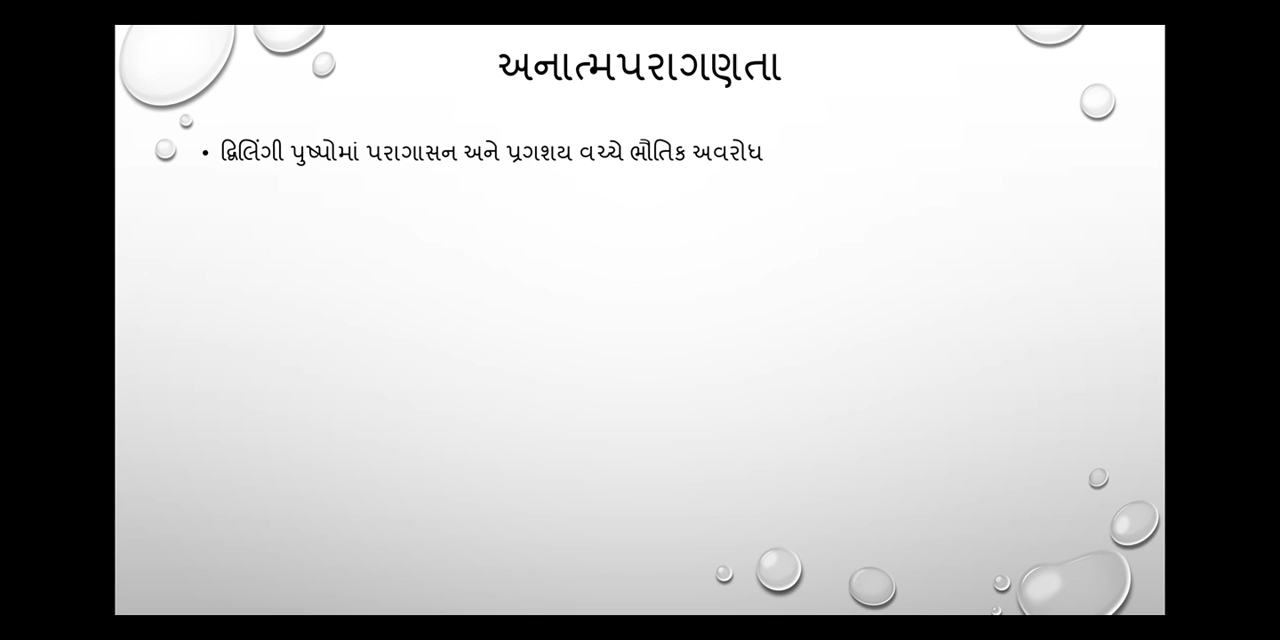 અનાત્મપરાગણતા
• દ્વિલિંગી પુષ્પોમાં પરાગાસન અને પ્રગશય વચ્ચે ભૌતિક અવરોધ